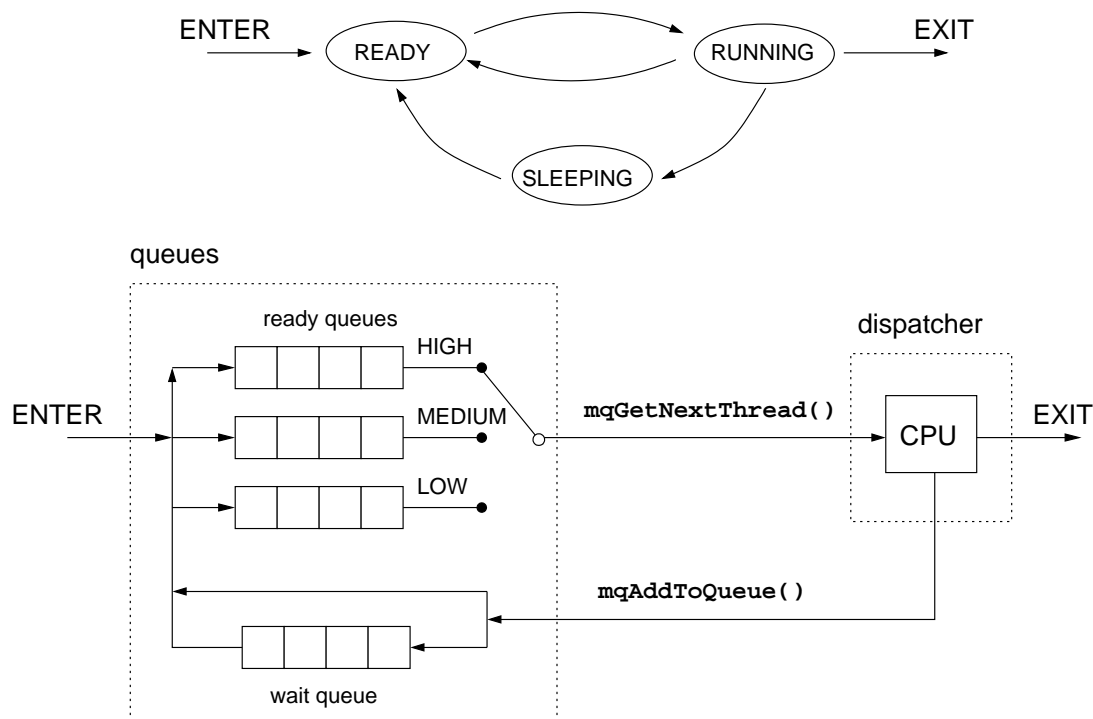 ENTER
READY
RUNNING
EXIT
SLEEPING
queues
ready queues
HIGH
dispatcher
ENTER
MEDIUM
mqGetNextThread()
CPU
EXIT
LOW
mqAddToQueue()
wait queue